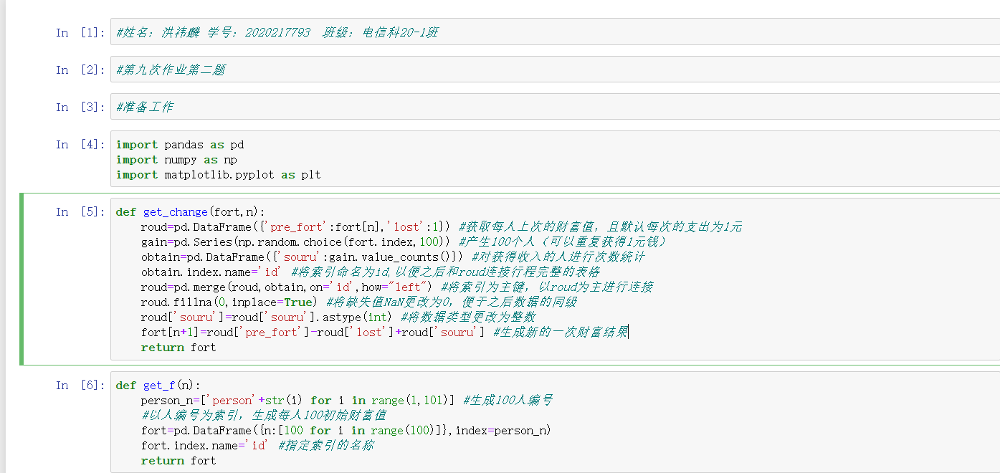 In [1]: #姓名：洪祎麟 学号：2020217793 班级：电信科20-1班
In [2]: #第九次作业第二题
In [3]: #准备工作
In [4]: import pandas as pd
import numpy as np
import matplotlib.pyplot as plt
In [5]: def get_change(fort,n):
roud=pd.DataFrame({'pre_fort':fort[n],'lost':1}) #获取每人上次的财富值，且默认每次的支出为1元
gain=pd.Series(np.random.choice(fort.index,100)) #产生100个人（可以重复获得1元钱）
obtain=pd.DataFrame({'souru':gain.value_counts()}) #对获得收入的人进行次数统计
obtain.index.name='id' #将索引命名为id,以便之后和roud连接行程完整的表格
roud=pd.merge(roud,obtain,on='id',how="left") #将索引为主键，以roud为主进行连接
roud.fillna(0,inplace=True) #将缺失值NaN更改为0，便于之后数据的同级
roud['souru']=roud['souru'].astype(int) #将数据类型更改为整数
fort[n+1]=roud['pre_fort']-roud['lost']+roud['souru'] #生成新的一次财富结果
return fort
In [6]: def get_f(n):
person_n=['person'+str(i) for i in range(1,101)] #生成100人编号
#以人编号为索引，生成每人100初始财富值
fort=pd.DataFrame({n:[100 for i in range(100)]},index=person_n)
fort.index.name='id' #指定索引的名称
return fort